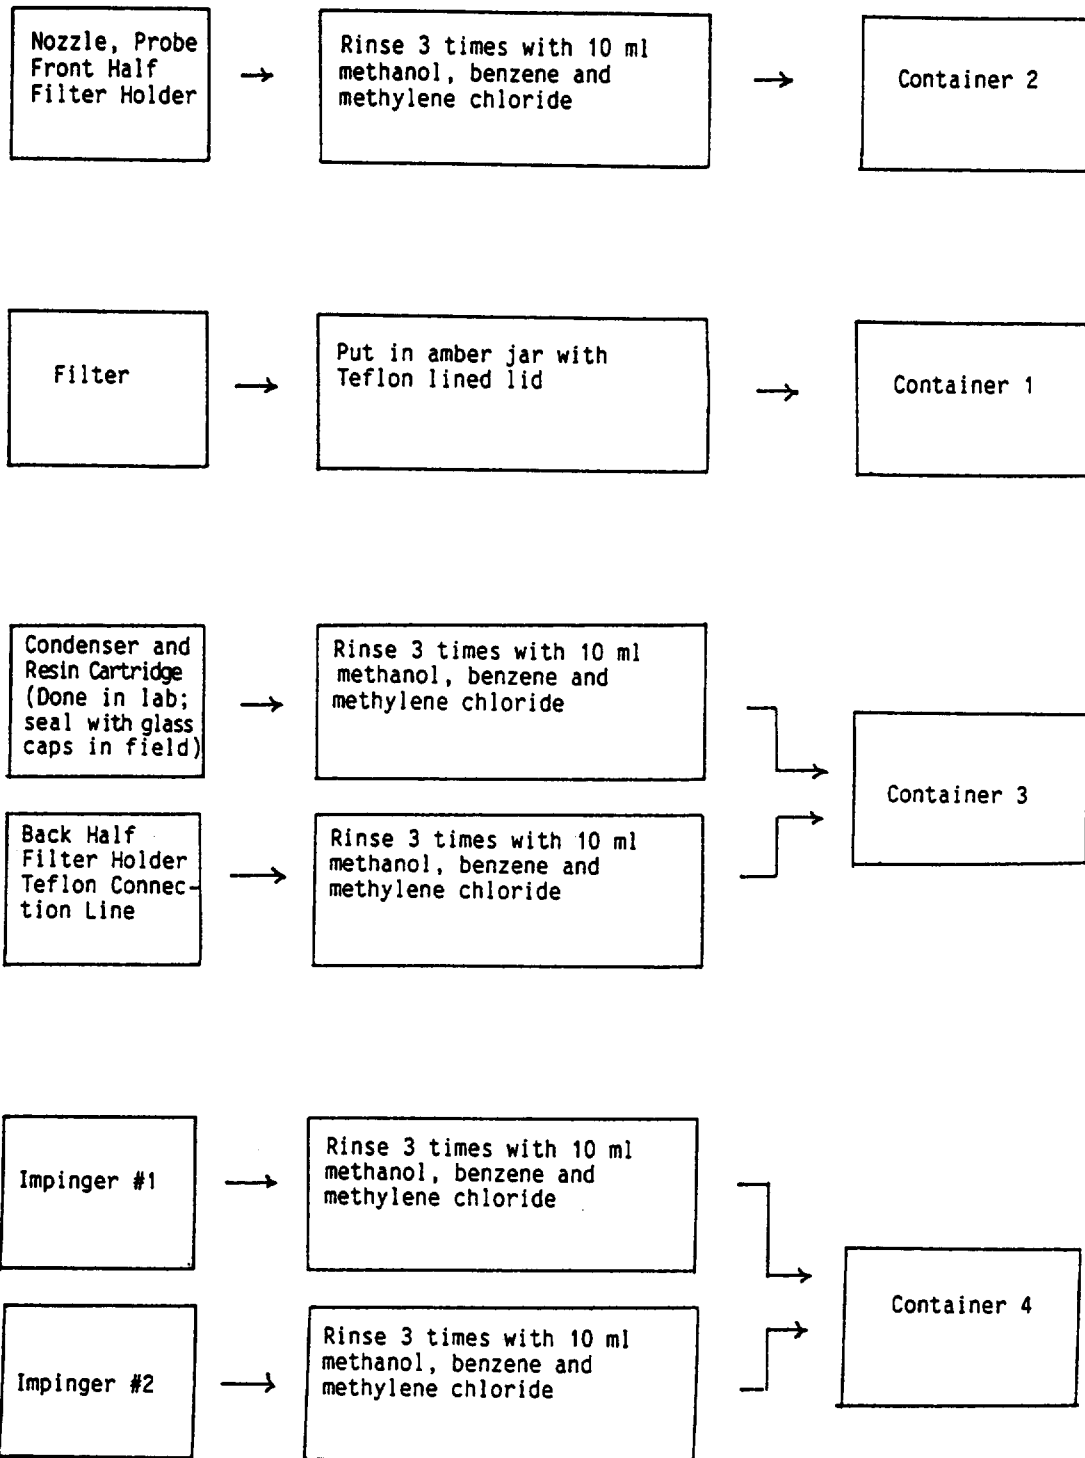 Nozzle, Probe
Front Half
Filter Holder
Rinse 3 times with 10 ml
methanol, benzene and
methylene chloride
Container 2
Filter
Put in amber jar with
Teflon lined lid
Container 1
Condenser and
Resin Cartridge
(Done in lab;
seal with glass
caps in field)
Rinse 3 times with 10 ml
methanol, benzene and
methylene chloride
Back Half
Filter Holder
Teflon Connec-
tion Line
Rinse 3 times with 10 ml
methanol, benzene and
methylene chloride
Container 3
Impinger #1
Rinse 3 times with 10 ml
methanol, benzene and
methylene chloride
Impinger #2
Rinse 3 times with 10 ml
methanol, benzene and
methylene chloride
Container 4